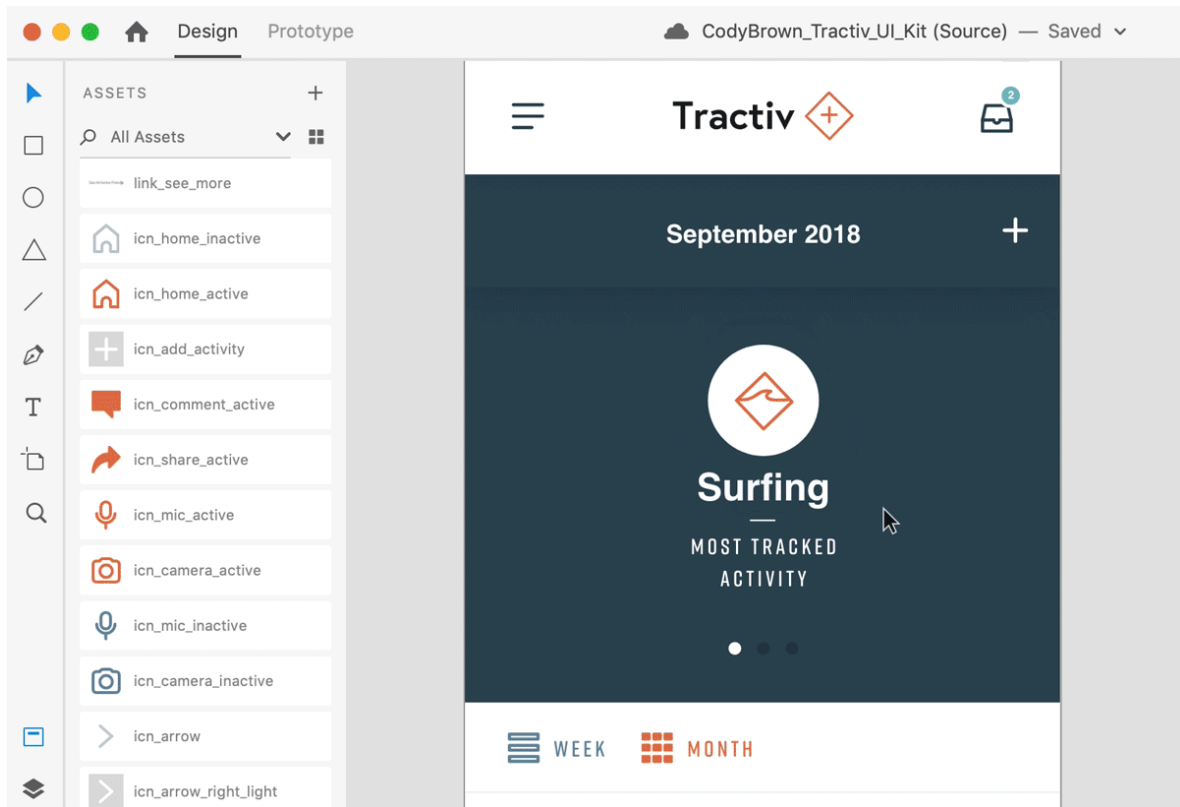 Design Prototype CodyBrown_Tractiv_UI_Kit (Source) — Saved
ASSETS
All Assets
link_see_more
icn_home_inactive
icn_home_active
icn_add_activity
icn_comment_active
icn_share_active
icn_mic_active
icn_camera_active
icn_mic_inactive
icn_camera_inactive
icn_arrow
icn_arrow_right_light
Tractiv
2
September 2018
Surfing
MOST TRACKED
ACTIVITY
WEEK MONTH